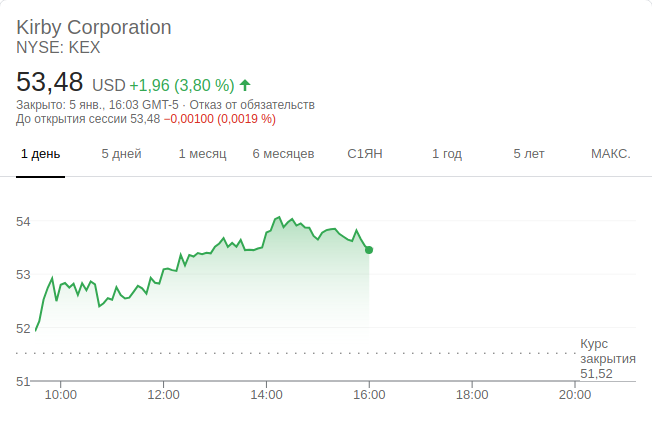 Kirby Corporation
NYSE: KEX
53,48 USD +1,96 (3,80 %)
Закрыто: 5 янв., 16:03 GMT-5 · Отказ от обязательств
До открытия сессии 53,48 −0,00100 (0,0019 %)
1 день 5 дней 1 месяц 6 месяцев С1ЯН 1 год 5 лет МАКС.
54
53
52
Курс
закрытия
51,52
51
10:00 12:00 14:00 16:00 18:00 20:00